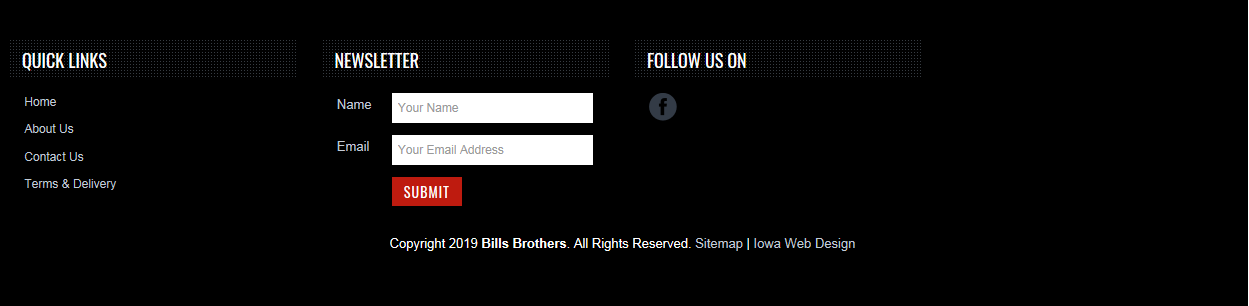 QUICK LINKS
Home
About Us
Contact Us
Terms & Delivery
NEWSLETTER
Name Your Name
Email Your Email Address
SUBMIT
FOLLOW US ON
f
Copyright 2019 Bills Brothers. All Rights Reserved. Sitemap | Iowa Web Design